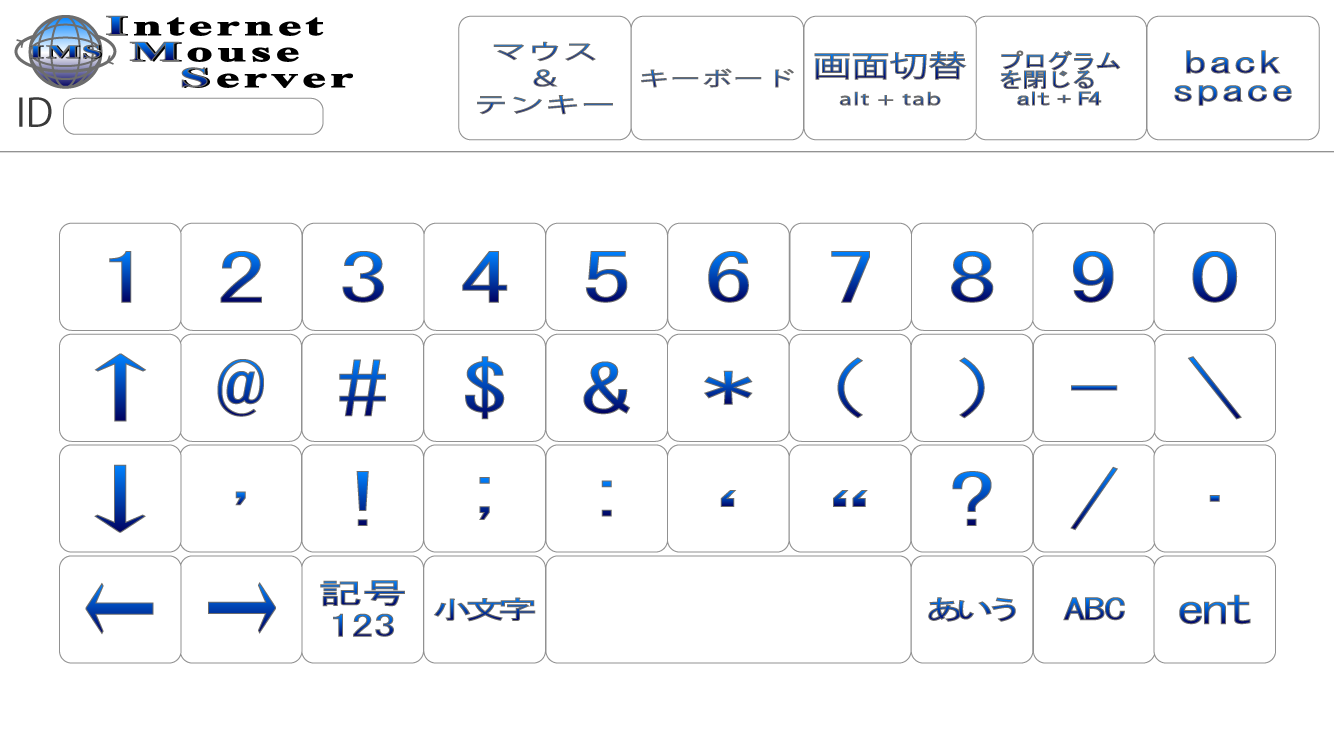 Internet
Mouse
Server
IMS
ID
マウス
&
テンキー
キーボード
画面切替
alt + tab
プログラム
を閉じる
alt + F4
back
space
1 2 3 4 5 6 7 8 9 0
↑ @ # $ & * ( ) − \
↓ ’ ! ; : ‘ “ ? / ·
← →
記号
123
小文字
あいう
ABC
ent